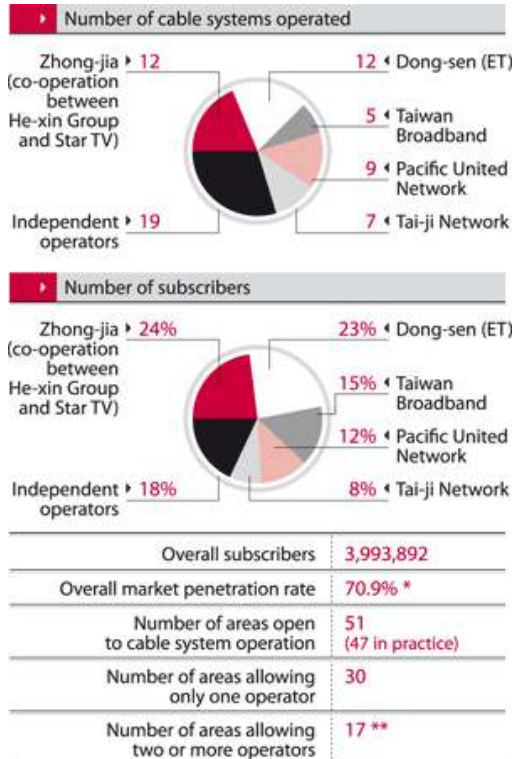 Number of cable systems operated
Zhong-jia 12
(co-operation
between
He-xin Group
and Star TV)
Independent 19
operators
12 Dong-sen (ET)
5 Taiwan
Broadband
9 Pacific United
Network
7 Tai-ji Network
Number of subscribers
Zhong-jia 24%
(co-operation
between
He-xin Group
and Star TV)
Independent 18%
operators
23% Dong-sen (ET)
15% Taiwan
Broadband
12% Pacific United
Network
8% Tai-ji Network
Overall subscribers 3,993,892
Overall market penetration rate 70.9% *
Number of areas open 51
to cable system operation (47 in practice)
Number of areas allowing 30
only one operator
Number of areas allowing 17 **
two or more operators